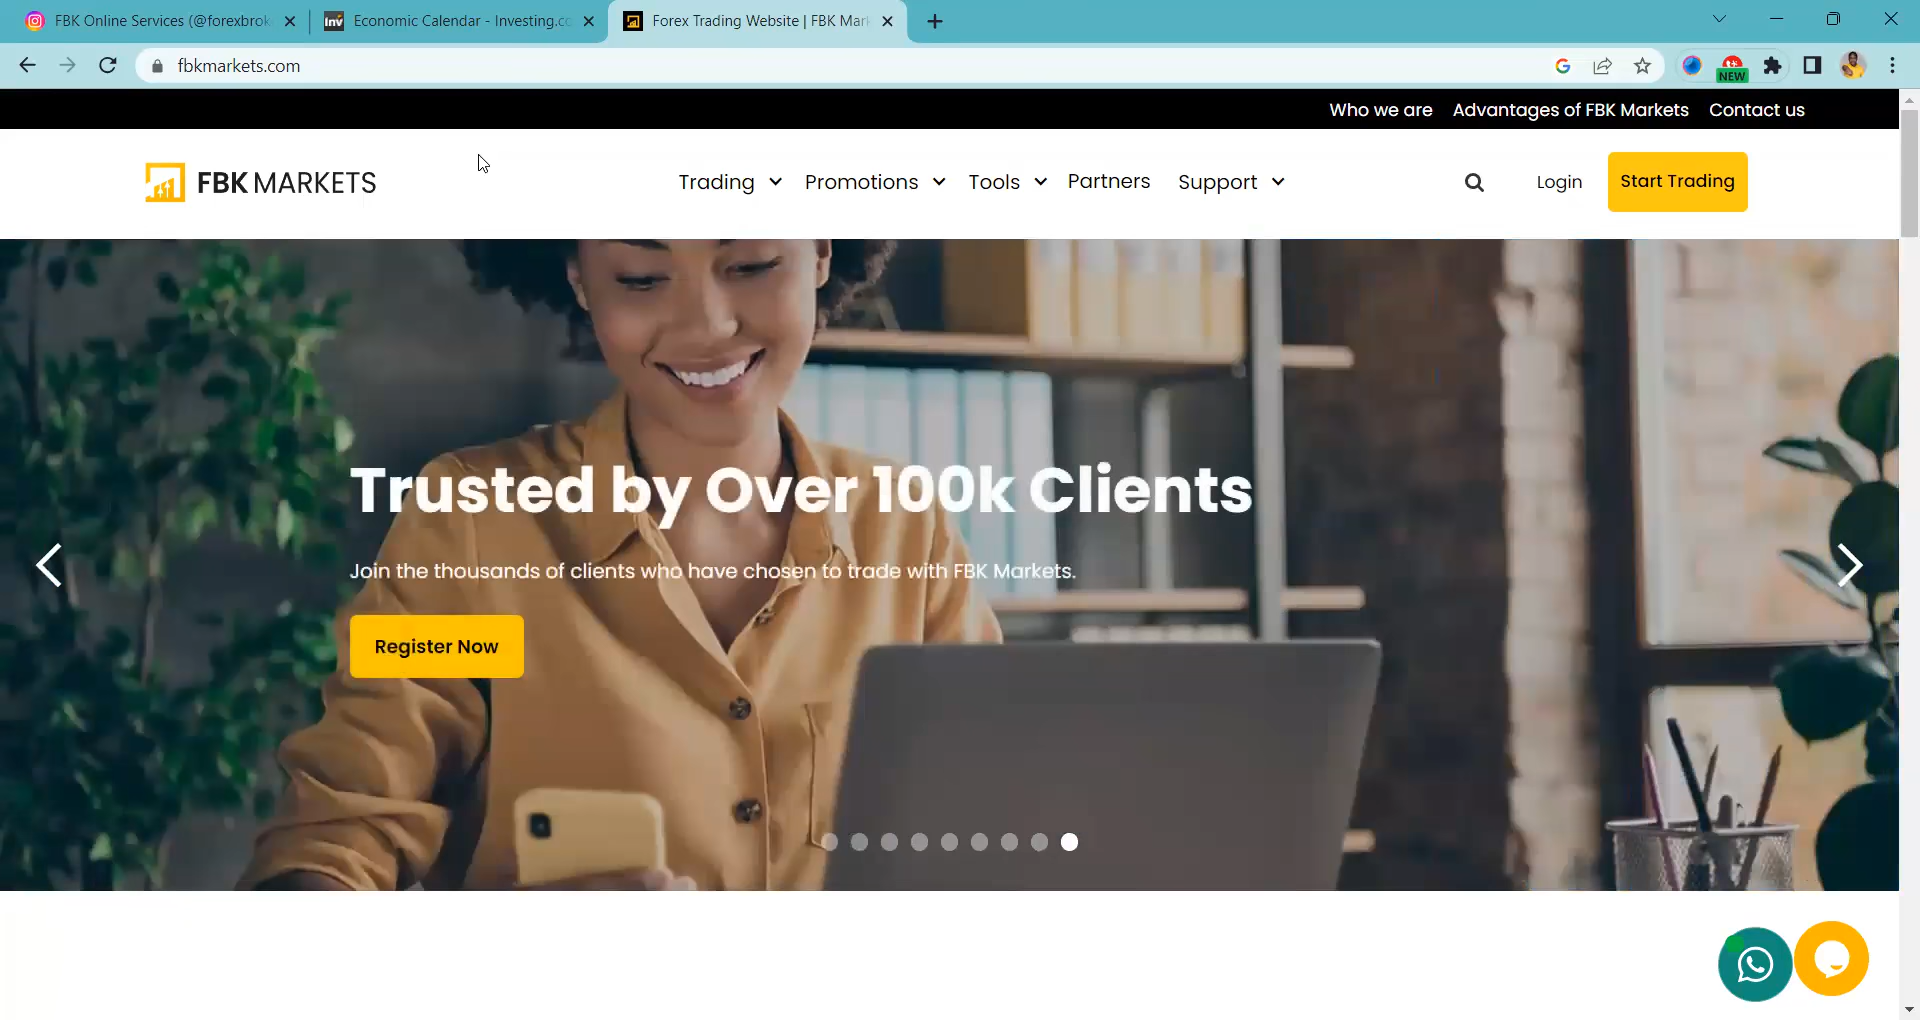 FBK Online Services (@forexbrok
Economic Calendar - Investing.co
Forex Trading Website | FBK Mar
fbkmarkets.com
NEW
Who we are Advantages of FBK Markets Contact us
FBK MARKETS
Trading Promotions Tools Partners Support Login Start Trading
Trusted by Over 100k Clients
Join the thousands of clients who have chosen to trade with FBK Markets.
Register Now